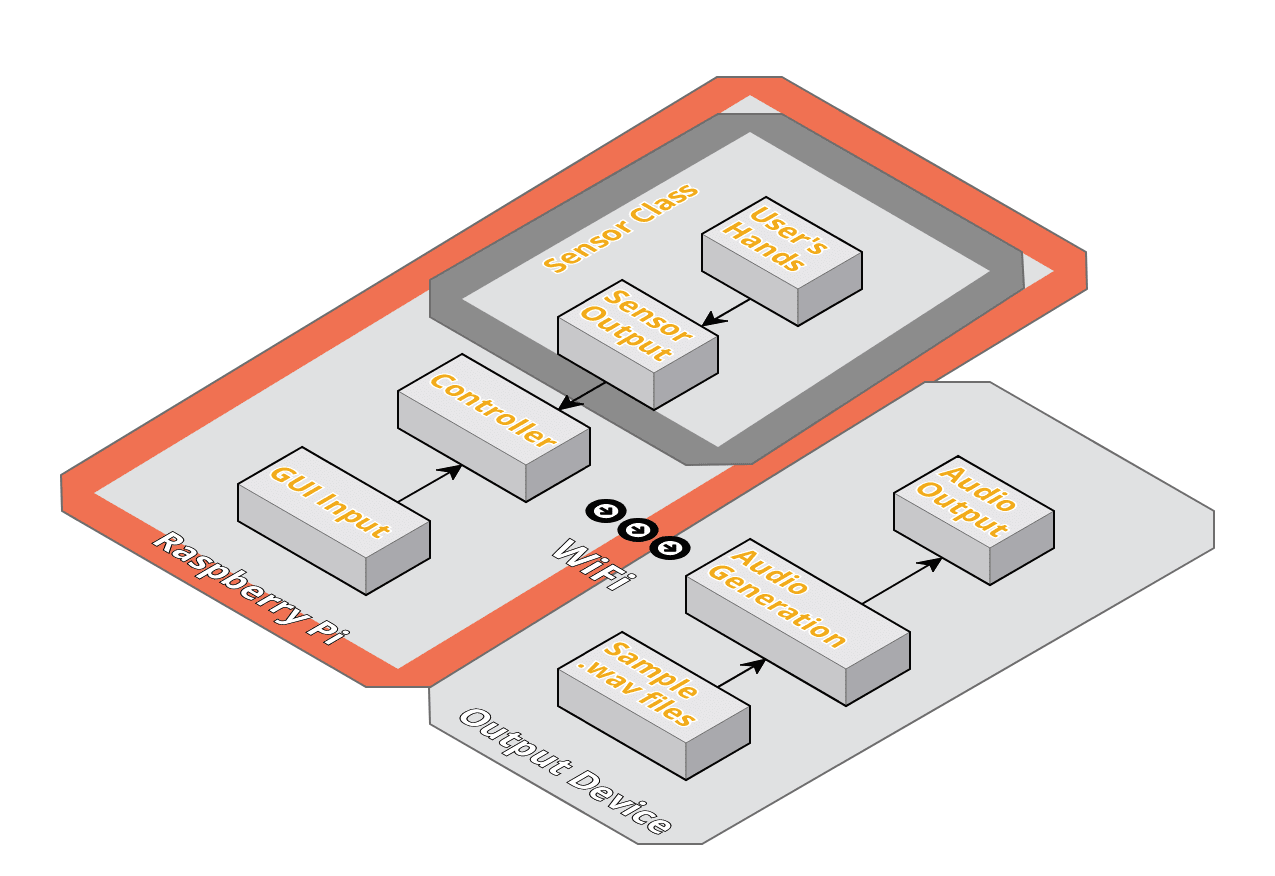 Sensor Class
User's
Hands
Sensor
Output
Controller
GUI Input
Raspberry Pi
WiFi
Audio
Output
Audio
Generation
Sample
.wav files
Output Device